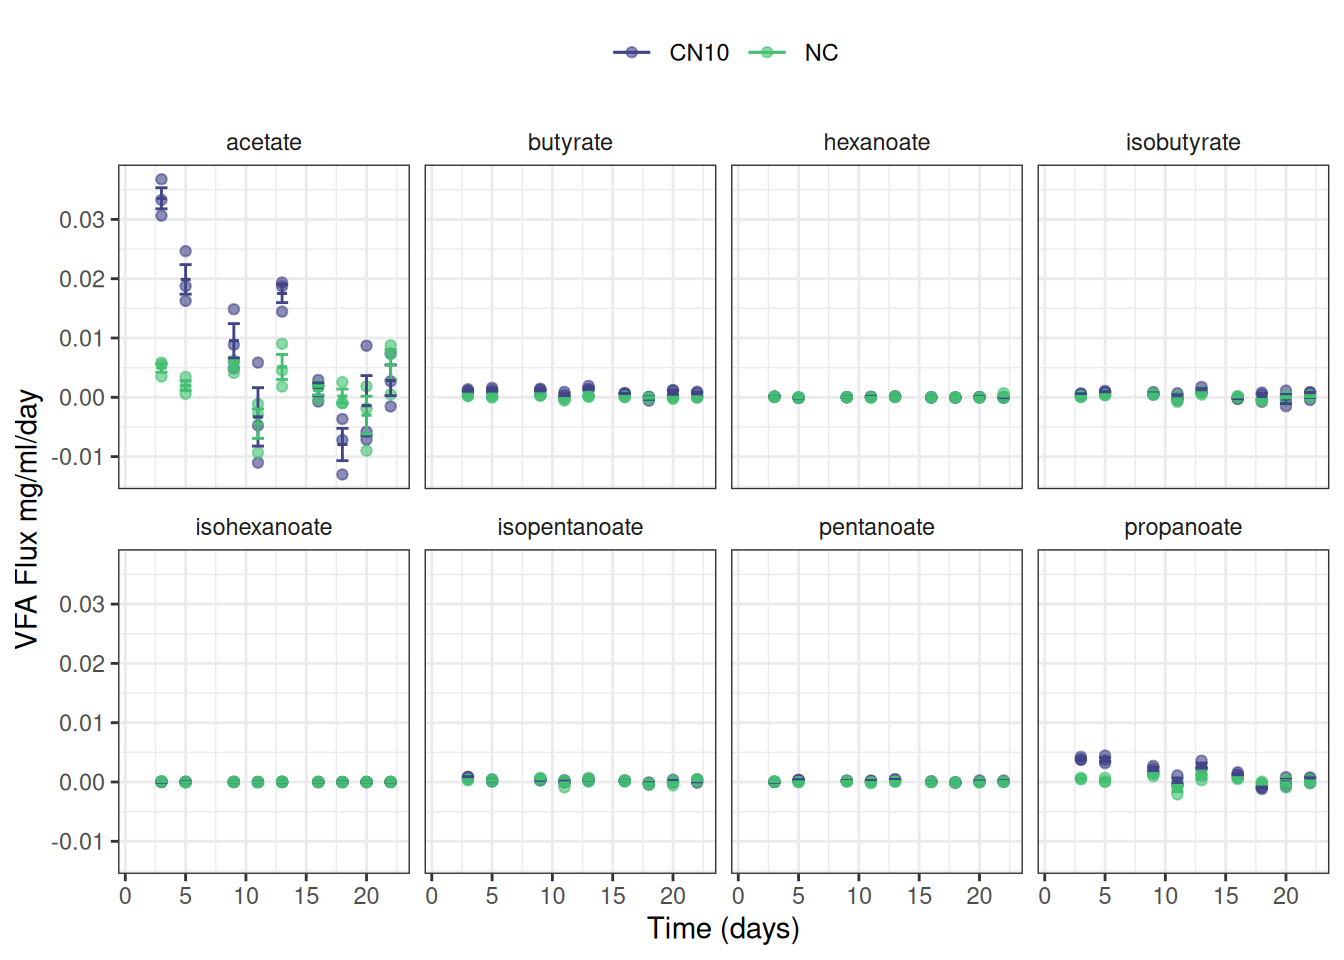 CN10 NC
acetate butyrate hexanoate isobutyrate
0.03
0.02
0.01
0.00
-0.01
isohexanoate isopentanoate pentanoate propanoate
0.03
0.02
0.01
0.00
-0.01
0 5 10 15 20 0 5 10 15 20 0 5 10 15 20 0 5 10 15 20
Time (days)
VFA Flux mg/ml/day